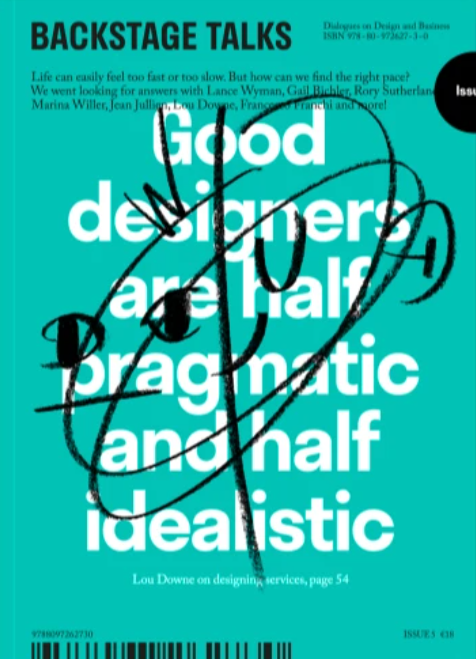 BACKSTAGE TALKS
Dialogues on Design and Business
ISBN 978-80-972627-3-0
Life can easily feel too fast or too slow. But how can we find the right pace?
We went looking for answers with Lance Wyman, Gail Bichler, Rory Sutherland
Marina Willer, Jean Jullien, Lou Downe, Francesco Franchi and more!
Issu
Good
designers
are half
pragmatic
and half
idealistic
Lou Downe on designing services, page 54
9788097262730
ISSUE 5 €18